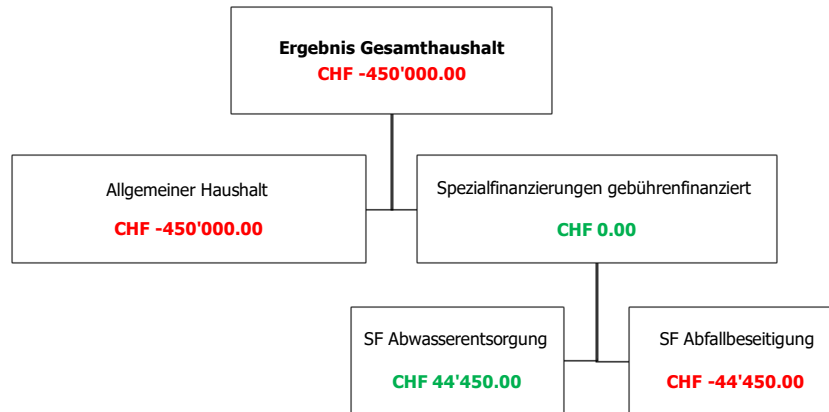 Ergebnis Gesamthaushalt
CHF -450'000.00
Allgemeiner Haushalt
CHF -450'000.00
Spezialfinanzierungen gebührenfinanziert
CHF 0.00
SF Abwasserentsorgung
CHF 44'450.00
SF Abfallbeseitigung
CHF -44'450.00